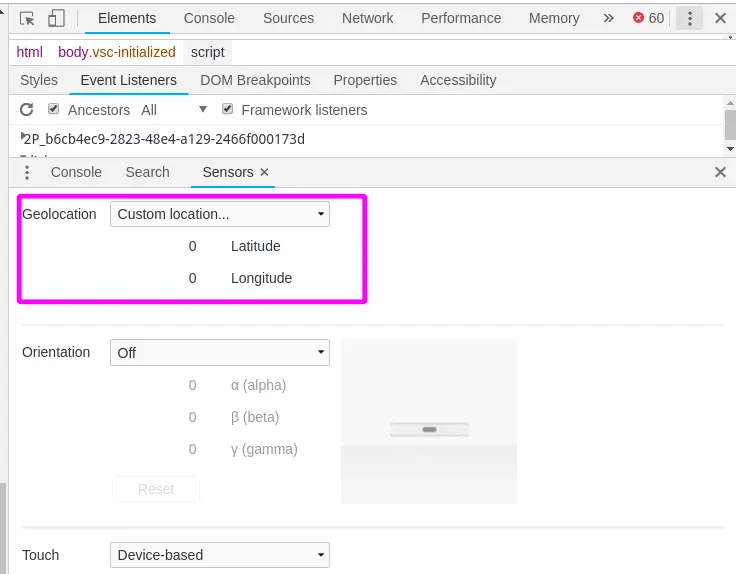 Elements Console Sources Network Performance Memory » 60
html body.vsc-initialized script
Styles Event Listeners DOM Breakpoints Properties Accessibility
Ancestors All Framework listeners
2P_b6cb4ec9-2823-48e4-a129-2466f000173d
Console Search Sensors ×
Geolocation Custom location...
0 Latitude
0 Longitude
Orientation Off
0 α (alpha)
0 β (beta)
0 γ (gamma)
Reset
Touch Device-based